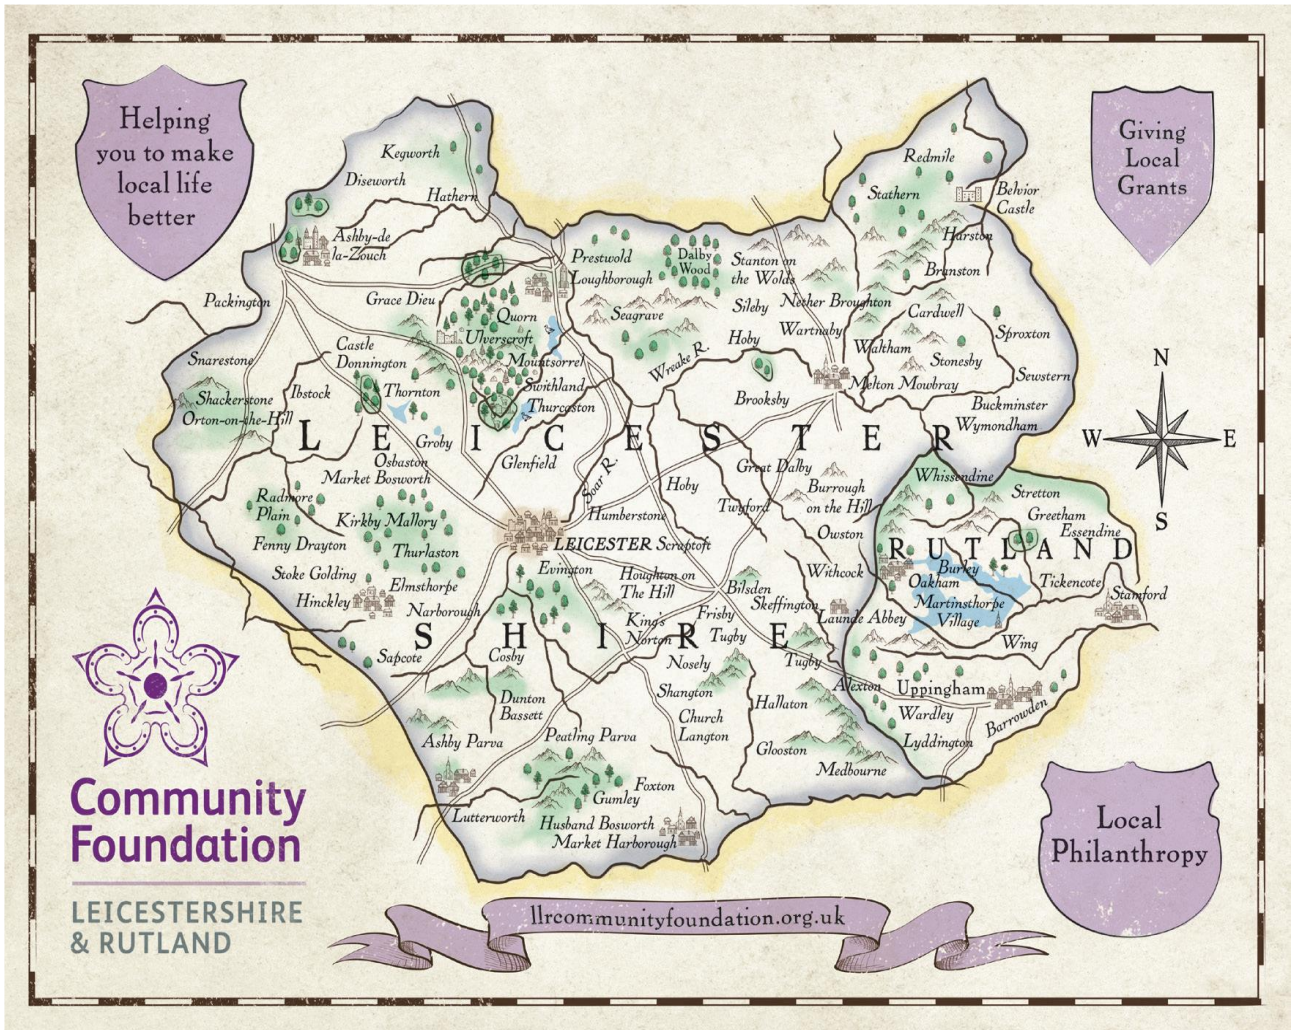 Helping
you to make
local life
better
Giving
Local
Grants
Kegworth
Diseworth
Hathern
Redmile
Stathern
Belvior
Castle
Harston
Branston
Ashby-de
la-Zouch
Prestwold
Loughborough
Dalby
Wood
Stanton on
the Wolds
Packington
Grace Dieu
Quorn
Seagrave
Sileby
Nether Broughton
Cardwell
Ulverscroft
Wartnaby
Sproxton
Castle
Donnington
Hoby
Waltham
Snarestone
Mountsorrel
Wreake R.
Stonesby
Sewstern
Ibstock
Thornton
Swithland
Melton Mowbray
Shackerstone
Thurcaston
Brooksby
Buckminster
Orton-on-the-Hill
Wymondham
N
W
E
S
LEICESTER
Groby
Osbaston
Market Bosworth
Glenfield
Soar R.
Great Dalby
Whissendine
Radmore
Plain
Hoby
Burrough
on the Hill
Stretton
Kirkby Mallory
Humberstone
Twyford
Greetham
Essendine
Fenny Drayton
Thurlaston
LEICESTER
Scraptoft
Owston
RUTLAND
Stoke Golding
Elmsthorpe
Evington
Houghton on
The Hill
Bilsden
Withcock
Burley
Oakham
Tickencote
Hinckley
Narborough
Skeffington
Launde Abbey
Martinsthorpe
Village
Stamford
King's
Norton
Frisby
Tugby
SHIRE
Wing
Sapcote
Cosby
Nosely
Tugby
Alexton
Uppingham
Dunton
Bassett
Shangton
Hallaton
Wardley
Barrowden
Church
Langton
Ashby Parva
Peatling Parva
Glooston
Lyddington
Medbourne
Foxton
Gumley
Lutterworth
Husband Bosworth
Market Harborough
Community
Foundation
LEICESTERSHIRE
& RUTLAND
Local
Philanthropy
llrcommunityfoundation.org.uk